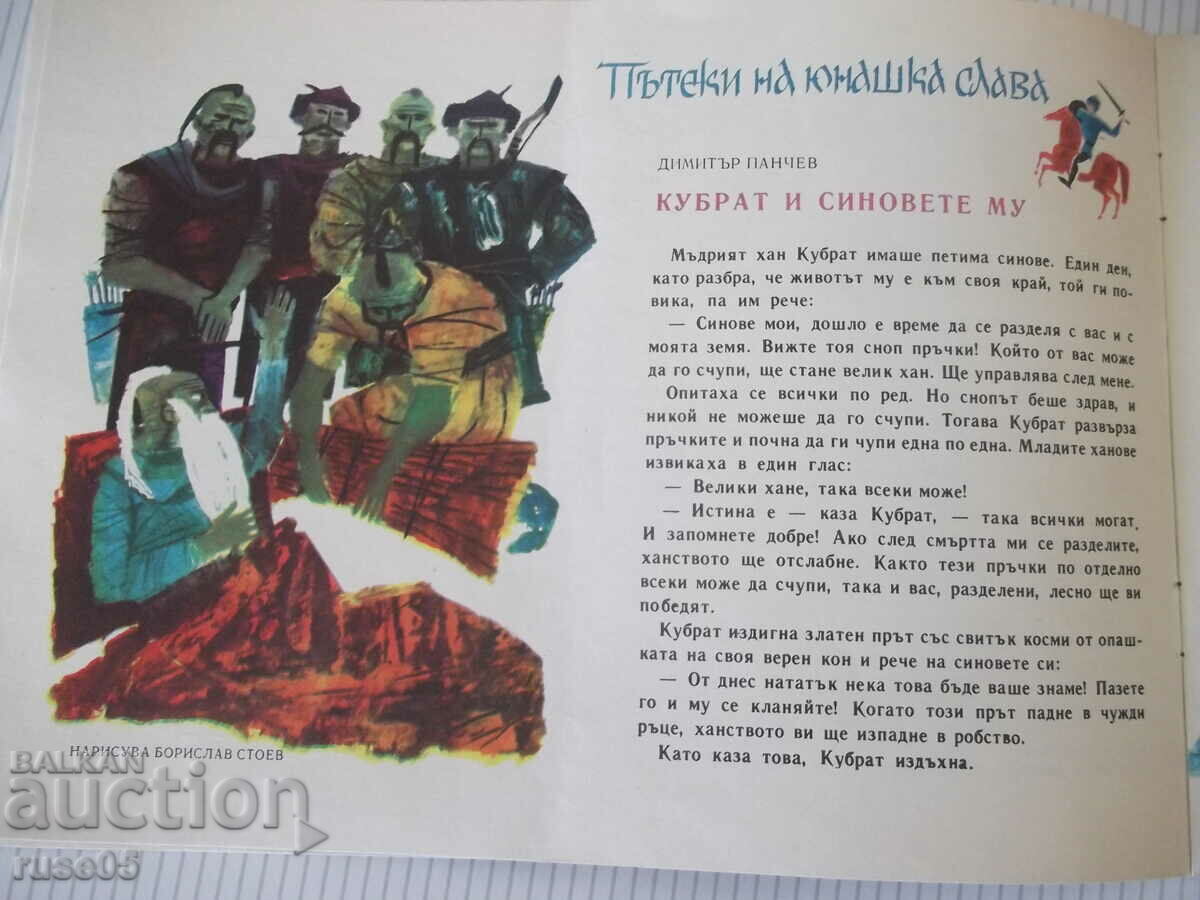 ПЪТЕКИ НА ЮНАШКА СЛАВА
ДИМИТЪР ПАНЧЕВ
КУБРАТ И СИНОВЕТЕ МУ
Мъдрият хан Кубрат имаше петима синове. Един ден,
като разбра, че животът му е към своя край, той ги по-
вика, па им рече:
— Синове мои, дошло е време да се разделя с вас и с
моята земя. Вижте тоя сноп пръчки! Който от вас може
да го счупи, ще стане велик хан. Ще управлява след мене.
Опитаха се всички по ред. Но снопът беше здрав, и
никой не можеше да го счупи. Тогава Кубрат развърза
пръчките и почна да ги чупи една по една. Младите ханове
извикаха в един глас:
— Велики хане, така всеки може!
— Истина е — каза Кубрат, — така всички могат.
И запомнете добре! Ако след смъртта ми се разделите,
ханството ще отслабне. Както тези пръчки по отделно
всеки може да счупи, така и вас, разделени, лесно ще ви
победят.
Кубрат издигна златен прът със свитък косми от опаш-
ката на своя верен кон и рече на синовете си:
— От днес нататък нека това бъде ваше знаме! Пазете
го и му се кланяйте! Когато този прът падне в чужди
ръце, ханството ви ще изпадне в робство.
Като каза това, Кубрат издъхна.
НАРИСУВА БОРИСЛАВ СТОЕВ
BALKAN
auction
ruse05